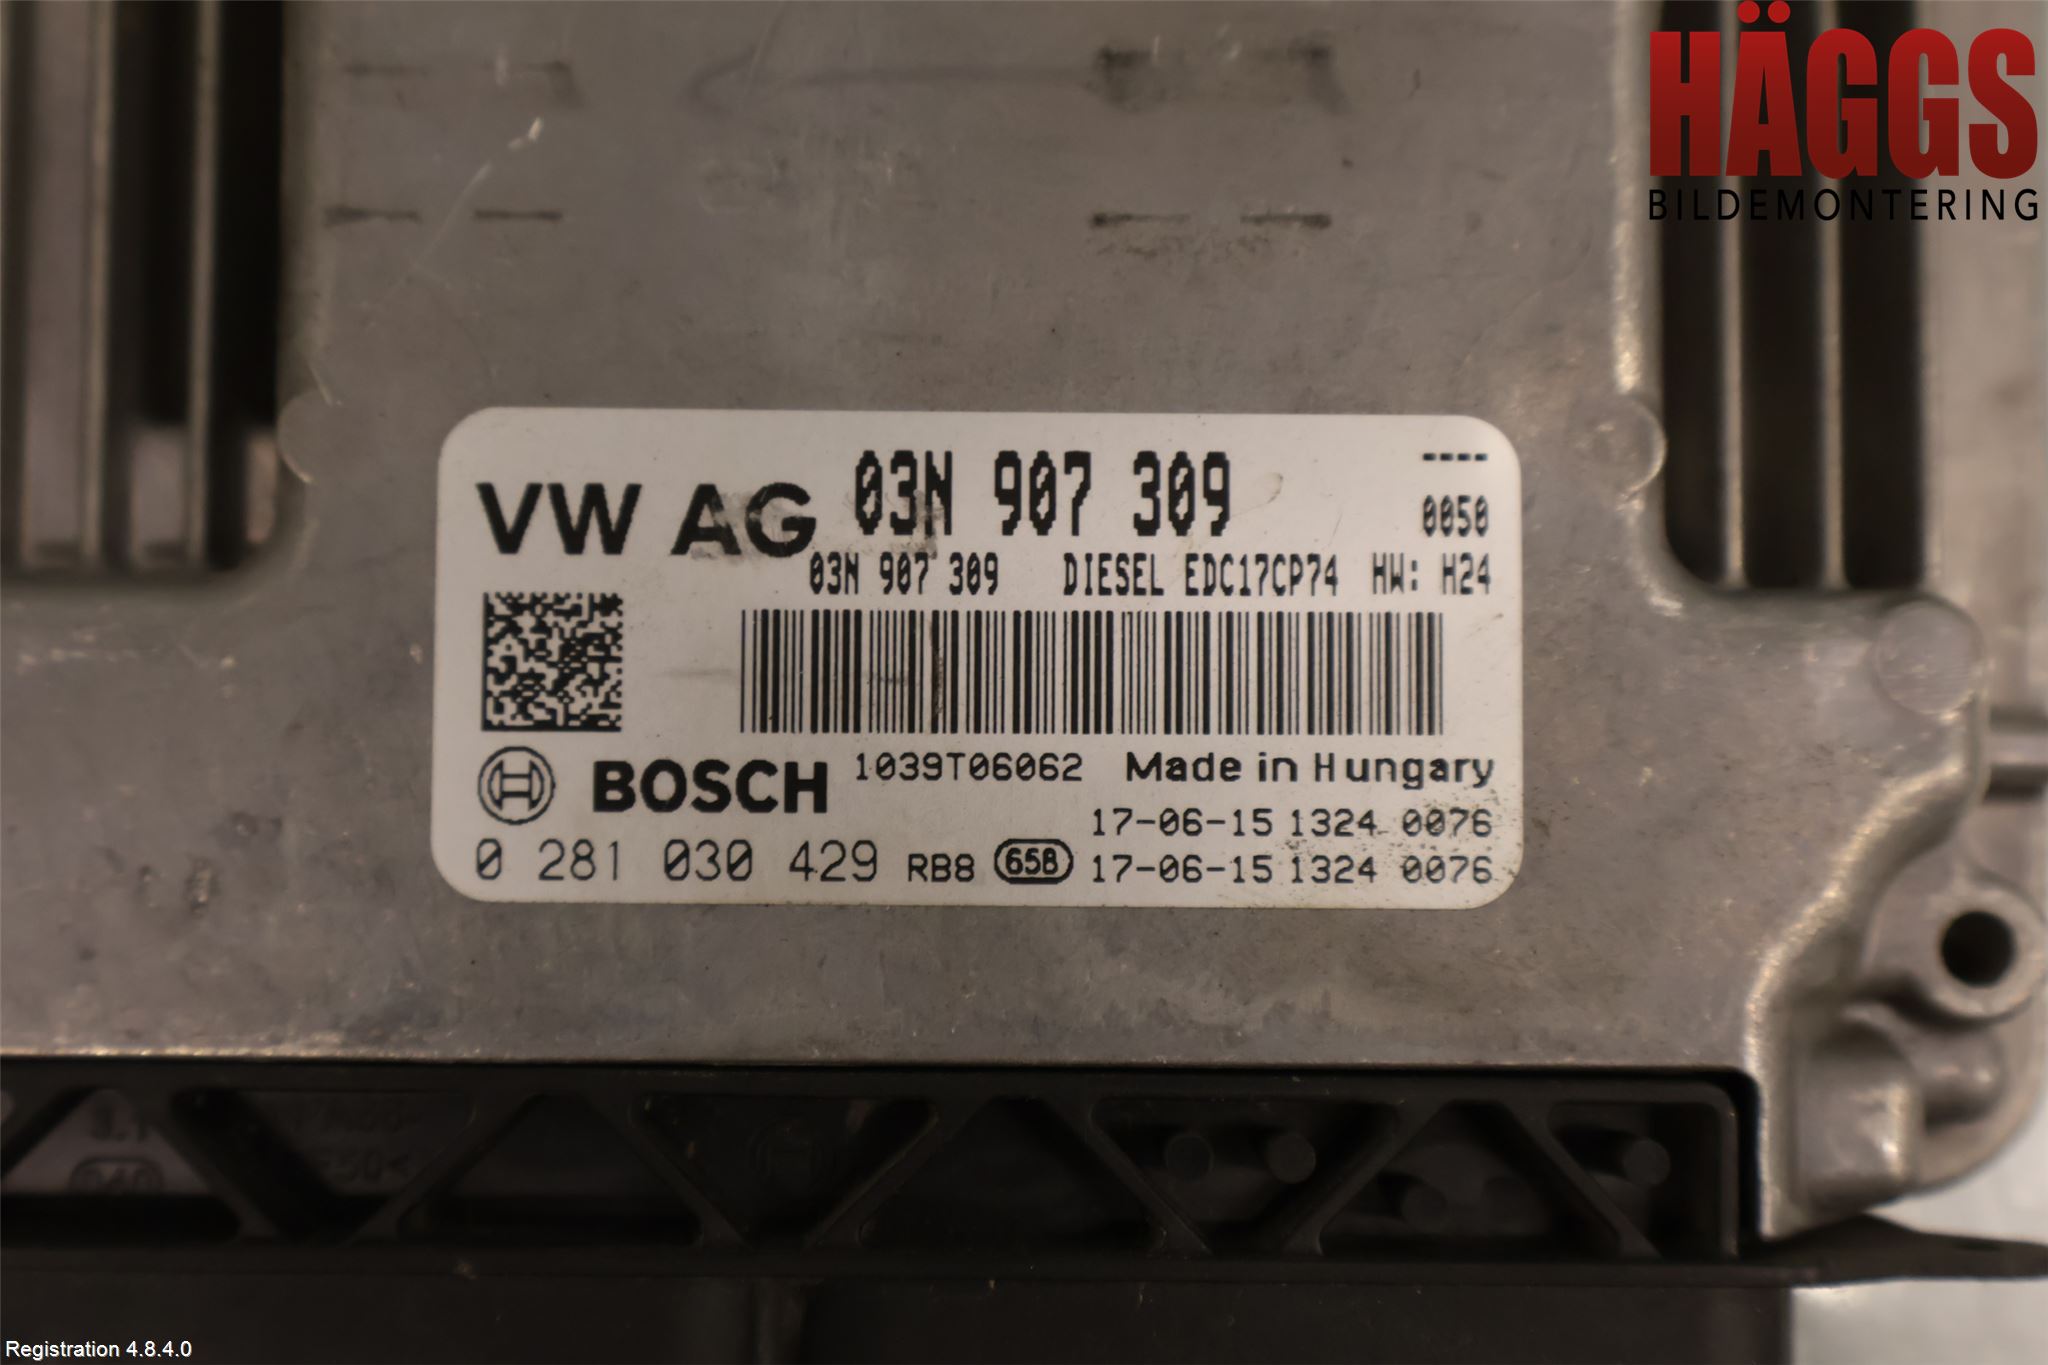 HÄGGS
BILDEMONTERING
VW AG 03N 907 309 ----
0050
03N 907 309 DIESEL EDC17CP74 HW: H24
BOSCH 1039T06062 Made in Hungary
17-06-15 1324 0076
0 281 030 429 RB8 658 17-06-15 1324 0076
Registration 4.8.4.0